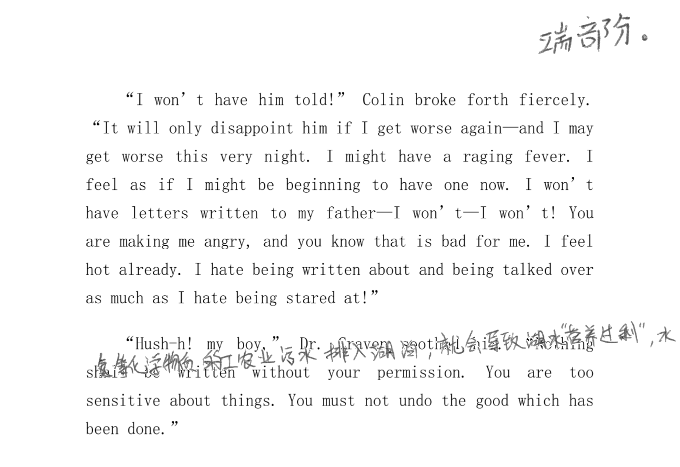 端部分。
“I won’t have him told!” Colin broke forth fiercely.
“It will only disappoint him if I get worse again—and I may
get worse this very night. I might have a raging fever. I
feel as if I might be beginning to have one now. I won’t
have letters written to my father—I won’t—I won’t! You
are making me angry, and you know that is bad for me. I feel
hot already. I hate being written about and being talked over
as much as I hate being stared at!”
“Hush-h! my boy,” Dr. Craven soothed him. “Nothing
氮等化学物质的工农业污水排入湖泊，就会导致湖水“营养过剩”，水
shall be written without your permission. You are too
sensitive about things. You must not undo the good which has
been done.”